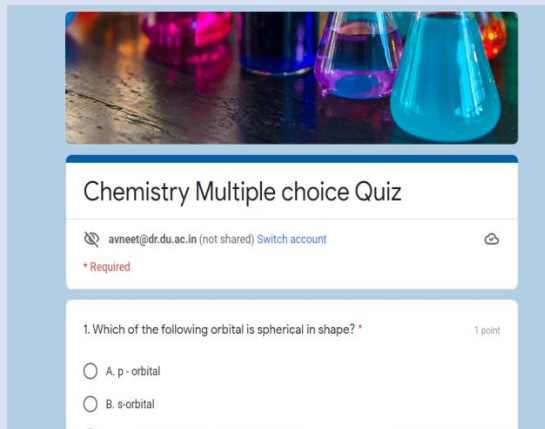 Chemistry Multiple choice Quiz
avneet@dr.du.ac.in (not shared) Switch account
* Required
1. Which of the following orbital is spherical in shape? * 1 point
A. p - orbital
B. s-orbital